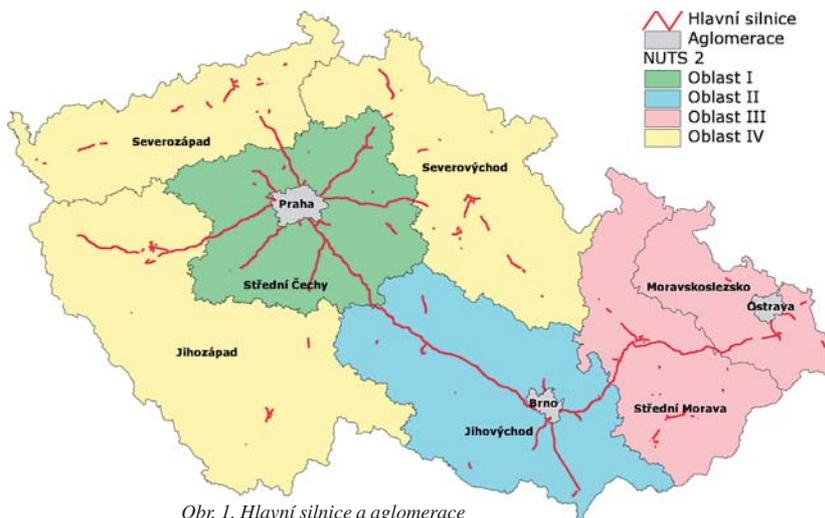 Hlavní silnice
Aglomerace
NUTS 2
Oblast I
Oblast II
Oblast III
Oblast IV
Severozápad
Severovýchod
Praha
Střední Čechy
Moravskoslezsko
Ostrava
Jihozápad
Brno
Střední Morava
Jihovýchod
Obr. 1. Hlavní silnice a aglomerace